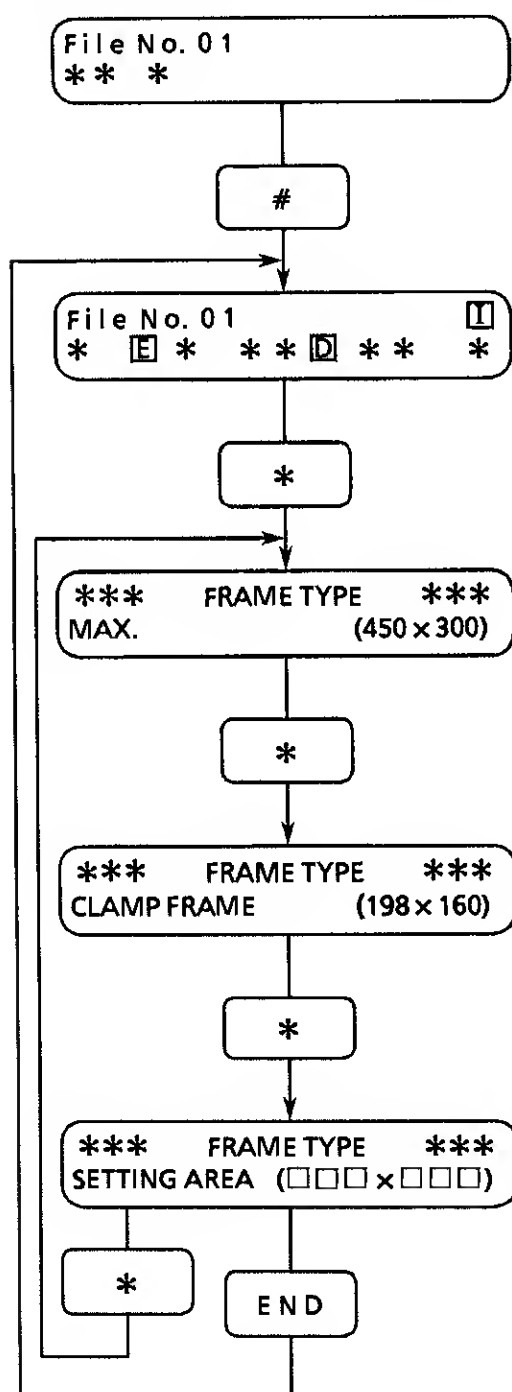 File No. 01
** *
#
File No. 01 I
* E * ** D ** *
*
*** FRAME TYPE ***
MAX. (450 × 300)
*
*** FRAME TYPE ***
CLAMP FRAME (198 × 160)
*
*** FRAME TYPE ***
SETTING AREA (□□□ × □□□)
*
END